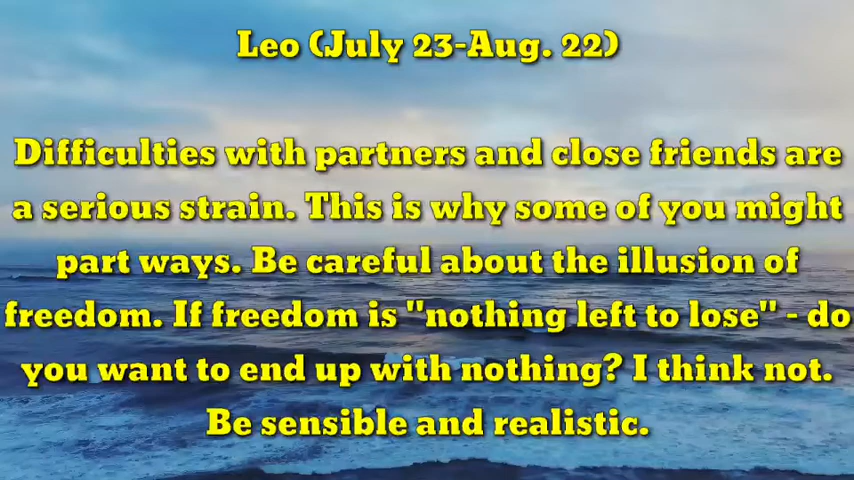 Leo (July 23-Aug. 22)
Difficulties with partners and close friends are
a serious strain. This is why some of you might
part ways. Be careful about the illusion of
freedom. If freedom is "nothing left to lose" - do
you want to end up with nothing? I think not.
Be sensible and realistic.